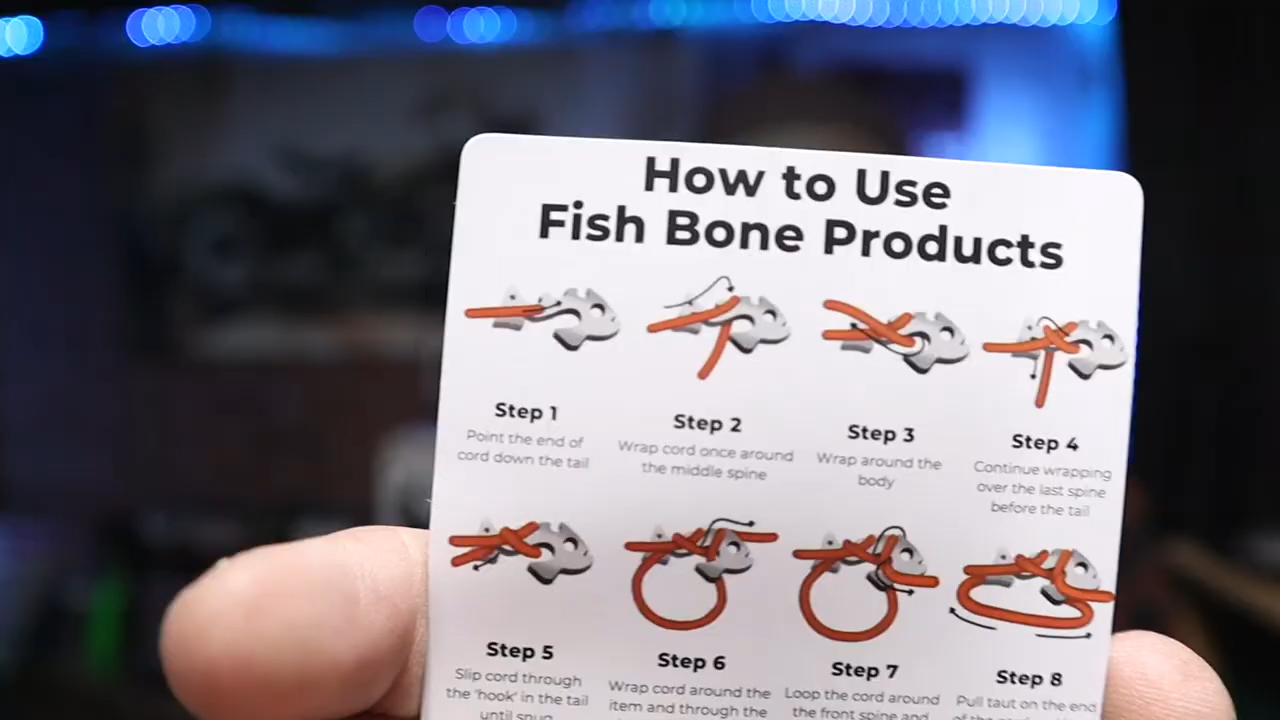 How to Use
Fish Bone Products
Step 1
Point the end of
cord down the tail
Step 2
Wrap cord once around
the middle spine
Step 3
Wrap around the
body
Step 4
Continue wrapping
over the last spine
before the tail
Step 5
Slip cord through
the 'hook' in the tail
until snug
Step 6
Wrap cord around the
item and through the
Step 7
Loop the cord around
the front spine and
Step 8
Pull taut on the end